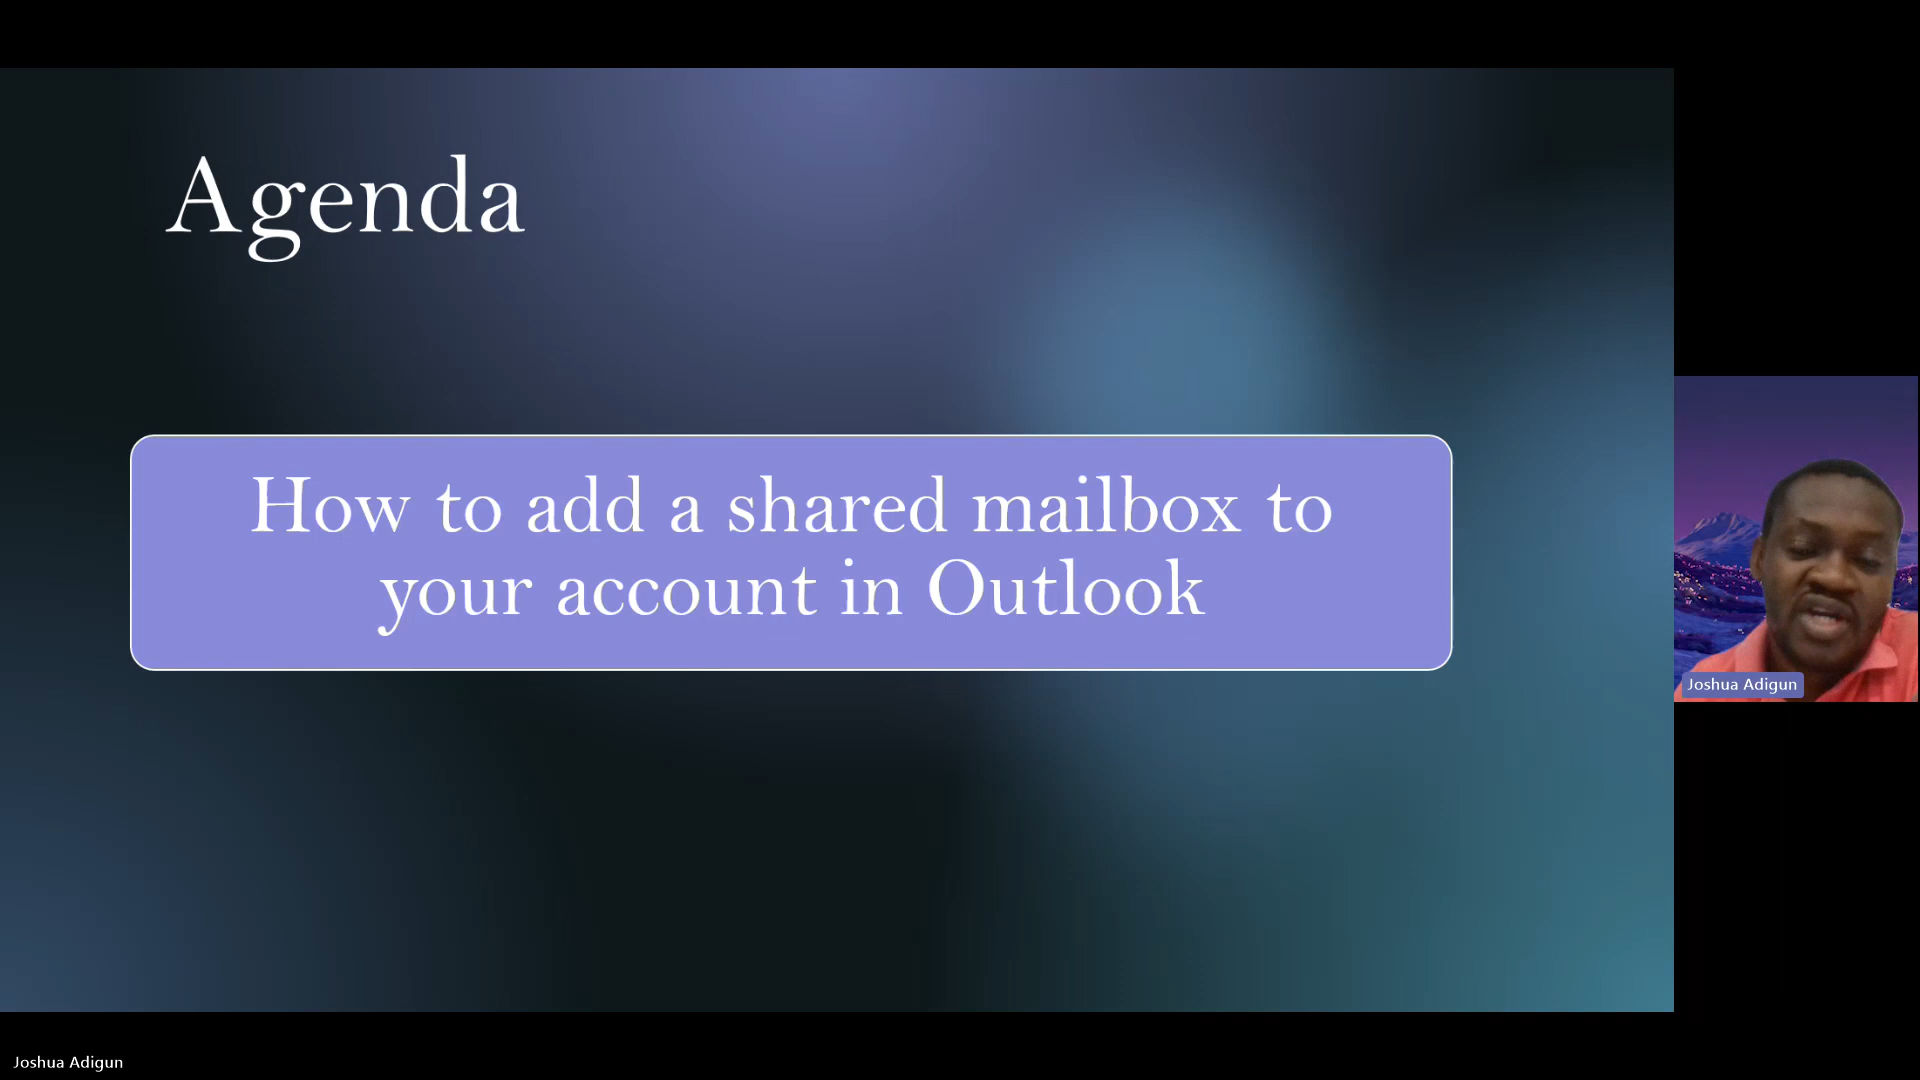 Agenda
How to add a shared mailbox to
your account in Outlook
Joshua Adigun
Joshua Adigun